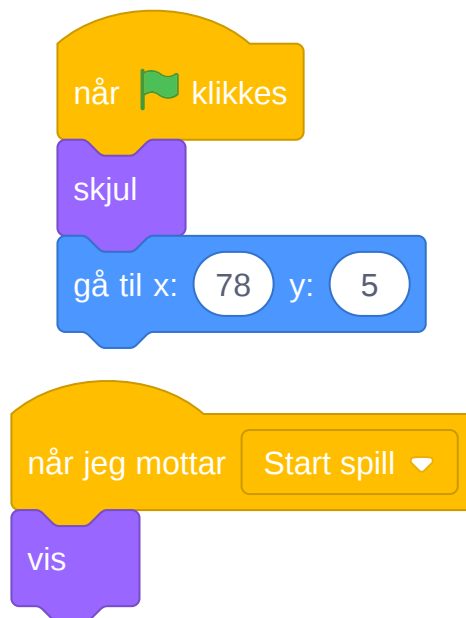 når klikkes
skjul
gå til x: 78 y: 5
når jeg mottar Start spill
vis